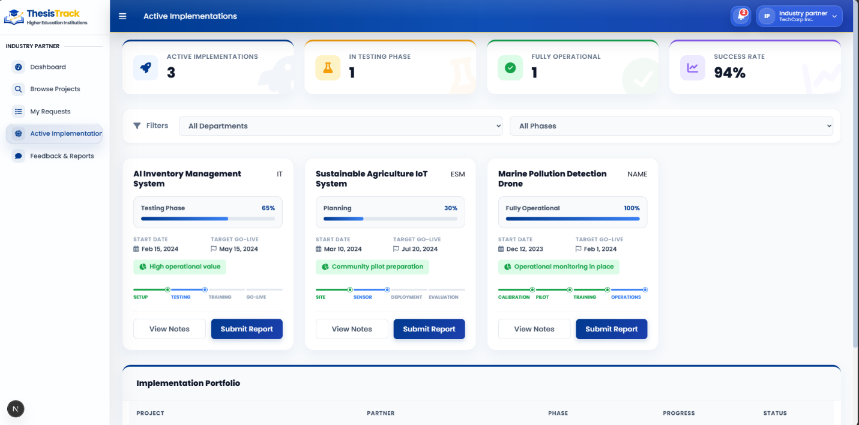 ThesisTrack
Higher Education Institutions
Active Implementations
3
IP
Industry partner
TechCorp Inc.
INDUSTRY PARTNER
Dashboard
Browse Projects
My Requests
Active Implementation
Feedback & Reports
ACTIVE IMPLEMENTATIONS
3
IN TESTING PHASE
1
FULLY OPERATIONAL
1
SUCCESS RATE
94%
Filters
All Departments
All Phases
AI Inventory Management System
IT
Testing Phase
65%
START DATE
TARGET GO-LIVE
Feb 15, 2024
May 15, 2024
High operational value
SETUP
TESTING
TRAINING
GO-LIVE
View Notes
Submit Report
Sustainable Agriculture IoT System
ESM
Planning
30%
START DATE
TARGET GO-LIVE
Mar 10, 2024
Jul 20, 2024
Community pilot preparation
SITE
SENSOR
DEPLOYMENT
EVALUATION
View Notes
Submit Report
Marine Pollution Detection Drone
NAME
Fully Operational
100%
START DATE
TARGET GO-LIVE
Dec 12, 2023
Feb 1, 2024
Operational monitoring in place
CALIBRATION
PILOT
TRAINING
OPERATIONS
View Notes
Submit Report
Implementation Portfolio
PROJECT
PARTNER
PHASE
PROGRESS
STATUS
N